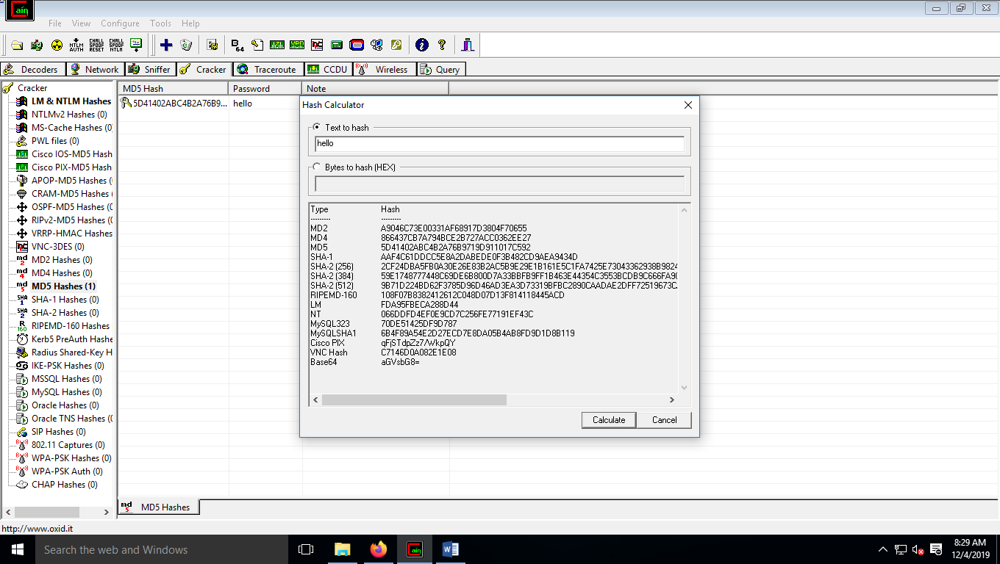 Cain
File View Configure Tools Help
NTLM AUTH
CHALL SPOOF RESET
CHALL SPOOF NTLM
B 64
Decoders Network Sniffer Cracker Traceroute CCDU Wireless Query
Cracker
LM & NTLM Hashes
NTLMv2 Hashes (0)
MS-Cache Hashes (0)
PWL files (0)
Cisco IOS-MD5 Hash
Cisco PIX-MD5 Hash
APOP-MD5 Hashes (
CRAM-MD5 Hashes (
OSPF-MD5 Hashes (0
RIPv2-MD5 Hashes (0
VRRP-HMAC Hashes
VNC-3DES (0)
MD2 Hashes (0)
MD4 Hashes (0)
MD5 Hashes (1)
SHA-1 Hashes (0)
SHA-2 Hashes (0)
RIPEMD-160 Hashes
Kerb5 PreAuth Hashe
Radius Shared-Key H
IKE-PSK Hashes (0)
MSSQL Hashes (0)
MySQL Hashes (0)
Oracle Hashes (0)
Oracle TNS Hashes (0
SIP Hashes (0)
802.11 Captures (0)
WPA-PSK Hashes (0)
WPA-PSK Auth (0)
CHAP Hashes (0)
MD5 Hash Password Note
5D41402ABC4B2A76B9... hello
Hash Calculator
Text to hash
hello
Bytes to hash (HEX)
Type Hash
--------- ---------
MD2 A9046C73E00331AF68917D3804F70655
MD4 866437CB7A794BCE2B727ACC0362EE27
MD5 5D41402ABC4B2A76B9719D911017C592
SHA-1 AAF4C61DDCC5E8A2DABEDE0F3B482CD9AEA9434D
SHA-2 (256) 2CF24DBA5FB0A30E26E83B2AC5B9E29E1B161E5C1FA7425E73043362938B9824
SHA-2 (384) 59E1748777448C69DE6B800D7A33BBFB9FF1B463E44354C3553BCDB9C666FA90
SHA-2 (512) 9B71D224BD62F3785D96D46AD3EA3D73319BFBC2890CAADAE2DFF72519673C
RIPEMD-160 108F07B8382412612C048D07D13F814118445ACD
LM FDA95FBECA288D44
NT 066DDFD4EF0E9CD7C256FE77191EF43C
MySQL323 70DE51425DF9D787
MySQLSHA1 6B4F89A54E2D27ECD7E8DA05B4AB8FD9D1D8B119
Cisco PIX qFjSTdpZz7/WkpQY
VNC Hash C7146D0A082E1E08
Base64 aGVsbG8=
Calculate Cancel
MD5 Hashes
http://www.oxid.it
Search the web and Windows
8:29 AM
12/4/2019